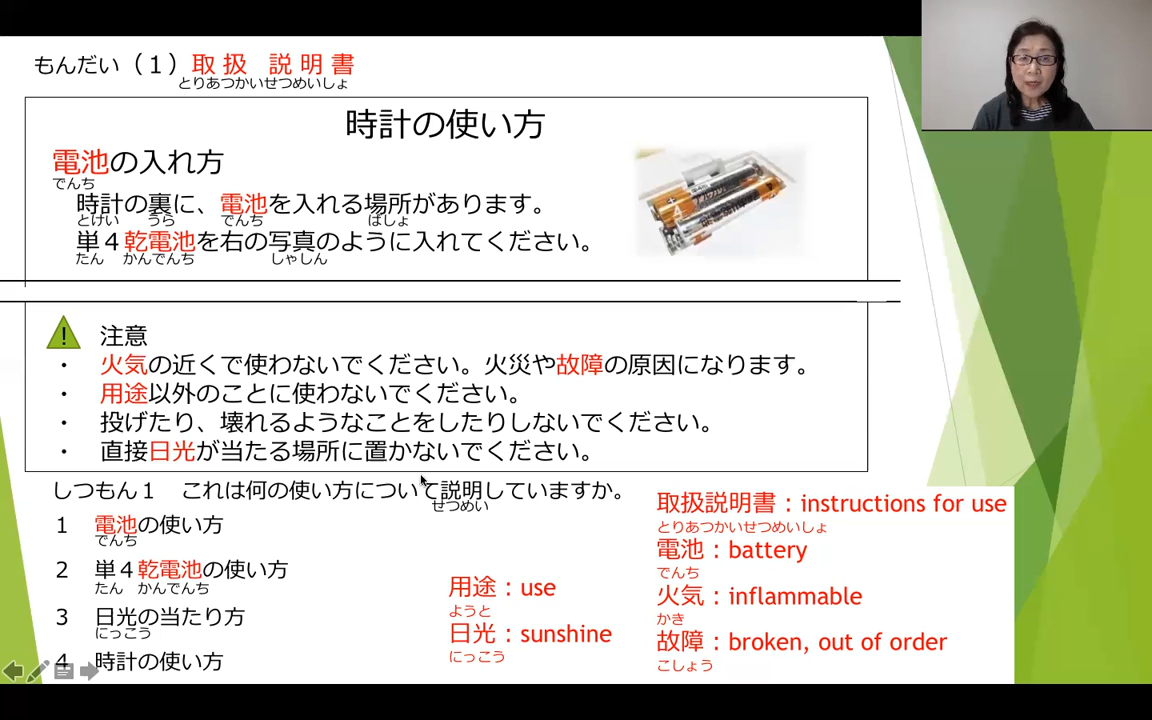 もんだい（１）取扱 説明書
とりあつかいせつめいしょ
時計の使い方
電池の入れ方
でんち
時計の裏に、電池を入れる場所があります。
とけい うら でんち ばしょ
単４乾電池を右の写真のように入れてください。
たん かんでんち しゃしん
! 注意
・ 火気の近くで使わないでください。火災や故障の原因になります。
・ 用途以外のことに使わないでください。
・ 投げたり、壊れるようなことをしたりしないでください。
・ 直接日光が当たる場所に置かないでください。
しつもん１ これは何の使い方について説明していますか。
せつめい
１ 電池の使い方
でんち
２ 単４乾電池の使い方
たん かんでんち
３ 日光の当たり方
にっこう
４ 時計の使い方
用途：use
ようと
日光：sunshine
にっこう
取扱説明書：instructions for use
とりあつかいせつめいしょ
電池：battery
でんち
火気：inflammable
かき
故障：broken, out of order
こしょう